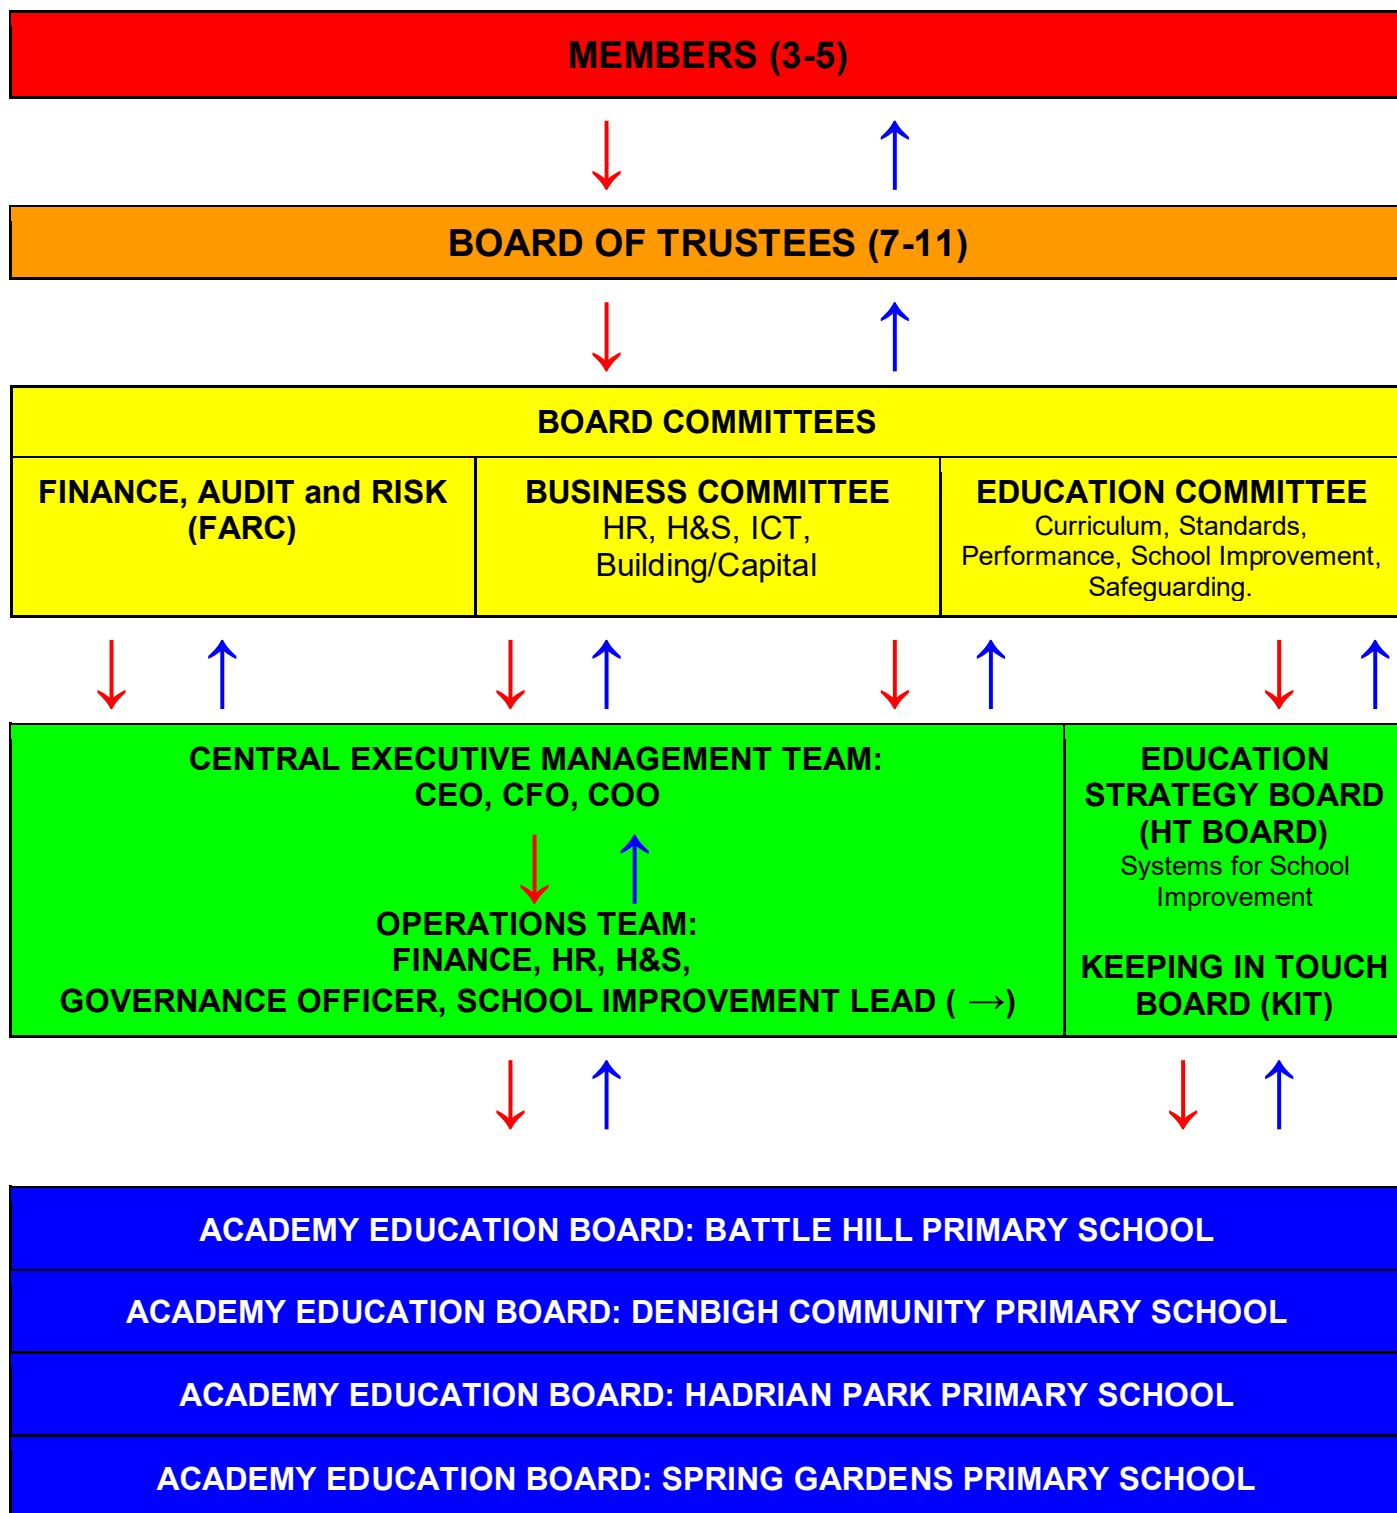 MEMBERS (3-5)
BOARD OF TRUSTEES (7-11)
BOARD COMMITTEES
FINANCE, AUDIT and RISK
(FARC)
BUSINESS COMMITTEE
HR, H&S, ICT,
Building/Capital
EDUCATION COMMITTEE
Curriculum, Standards,
Performance, School Improvement,
Safeguarding.
CENTRAL EXECUTIVE MANAGEMENT TEAM:
CEO, CFO, COO
OPERATIONS TEAM:
FINANCE, HR, H&S,
GOVERNANCE OFFICER, SCHOOL IMPROVEMENT LEAD ( →)
EDUCATION
STRATEGY BOARD
(HT BOARD)
Systems for School
Improvement
KEEPING IN TOUCH
BOARD (KIT)
ACADEMY EDUCATION BOARD: BATTLE HILL PRIMARY SCHOOL
ACADEMY EDUCATION BOARD: DENBIGH COMMUNITY PRIMARY SCHOOL
ACADEMY EDUCATION BOARD: HADRIAN PARK PRIMARY SCHOOL
ACADEMY EDUCATION BOARD: SPRING GARDENS PRIMARY SCHOOL